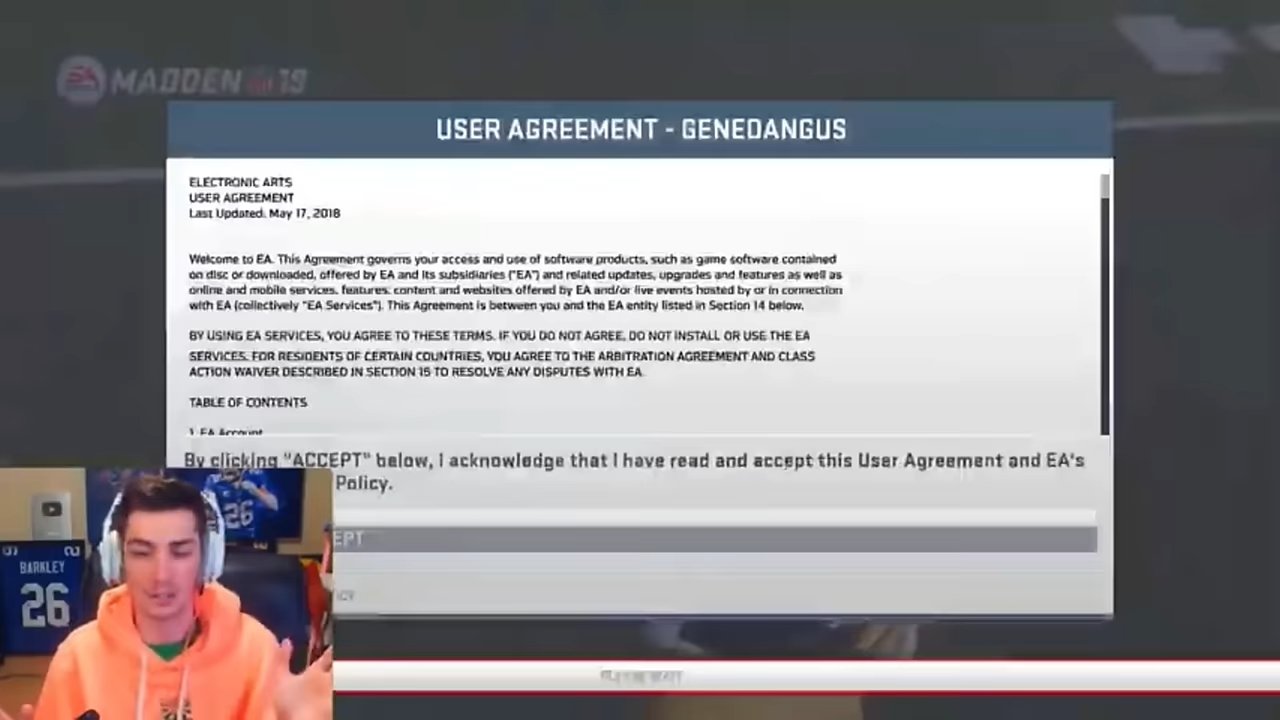 EA MADDEN NFL 19
USER AGREEMENT - GENEDANGUS
ELECTRONIC ARTS
USER AGREEMENT
Last Updated: May 17, 2018
Welcome to EA. This Agreement governs your access and use of software products, such as game software contained
on disc or downloaded, offered by EA and its subsidiaries ("EA") and related updates, upgrades and features as well as
online and mobile services, features, content and websites offered by EA and/or live events hosted by or in connection
with EA (collectively "EA Services"). This Agreement is between you and the EA entity listed in Section 14 below.
BY USING EA SERVICES, YOU AGREE TO THESE TERMS. IF YOU DO NOT AGREE, DO NOT INSTALL OR USE THE EA
SERVICES. FOR RESIDENTS OF CERTAIN COUNTRIES, YOU AGREE TO THE ARBITRATION AGREEMENT AND CLASS
ACTION WAIVER DESCRIBED IN SECTION 15 TO RESOLVE ANY DISPUTES WITH EA.
TABLE OF CONTENTS
1. EA Account
By clicking "ACCEPT" below, I acknowledge that I have read and accept this User Agreement and EA's
Policy.
26
EPT
BARKLEY
26